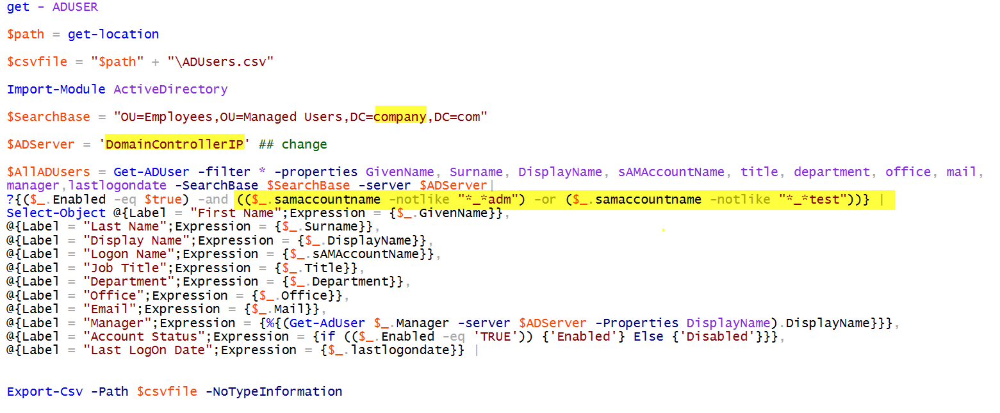 get - ADUSER
$path = get-location
$csvfile = "$path" + "\ADUsers.csv"
Import-Module ActiveDirectory
$SearchBase = "OU=Employees,OU=Managed Users,DC=company,DC=com"
$ADServer = 'DomainControllerIP' ## change
$AllADUsers = Get-ADUser -filter * -properties GivenName, Surname, DisplayName, sAMAccountName, title, department, office, mail,
manager,lastlogondate -SearchBase $SearchBase -server $ADServer|
?{($_.Enabled -eq $true) -and (($_.samaccountname -notlike "*_*adm") -or ($_.samaccountname -notlike "*_*test"))} |
Select-Object @{Label = "First Name";Expression = {$_.GivenName}},
@{Label = "Last Name";Expression = {$_.Surname}},
@{Label = "Display Name";Expression = {$_.DisplayName}},
@{Label = "Logon Name";Expression = {$_.sAMAccountName}},
@{Label = "Job Title";Expression = {$_.Title}},
@{Label = "Department";Expression = {$_.Department}},
@{Label = "Office";Expression = {$_.Office}},
@{Label = "Email";Expression = {$_.Mail}},
@{Label = "Manager";Expression = {%{(Get-AdUser $_.Manager -server $ADServer -Properties DisplayName).DisplayName}}},
@{Label = "Account Status";Expression = {if (($_.Enabled -eq 'TRUE')) {'Enabled'} Else {'Disabled'}}},
@{Label = "Last LogOn Date";Expression = {$_.lastlogondate}} |
Export-Csv -Path $csvfile -NoTypeInformation